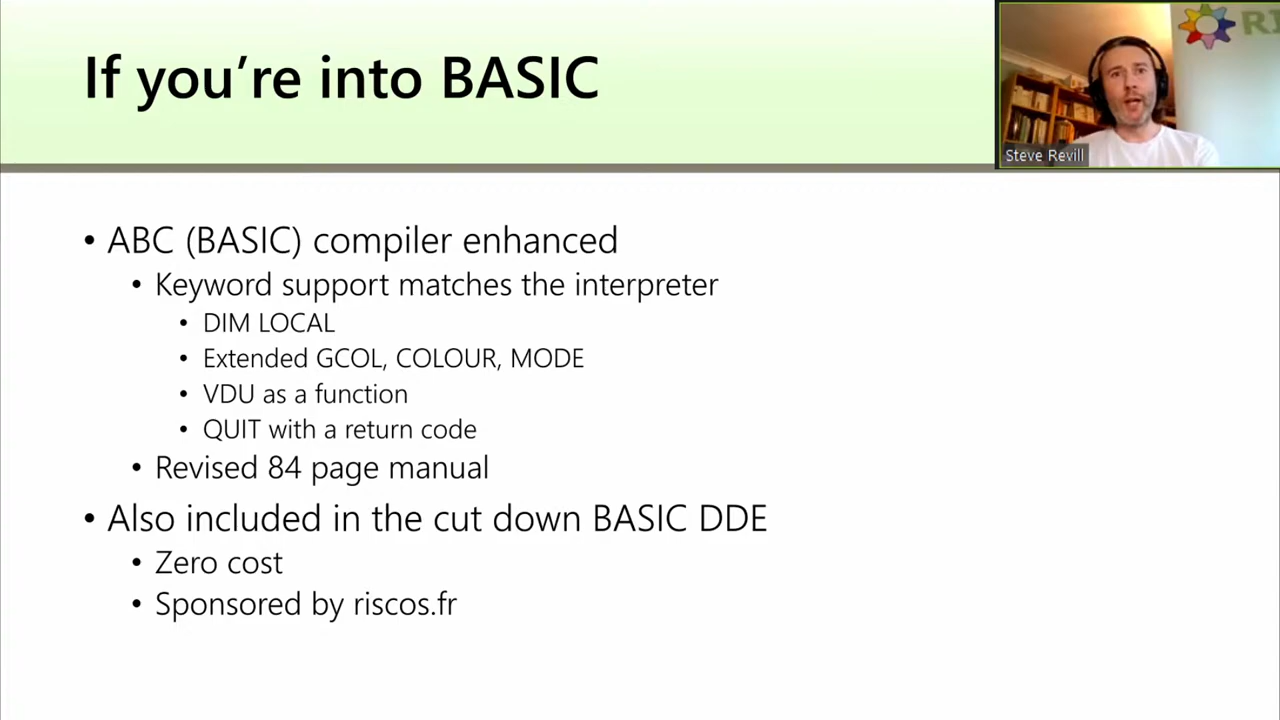 If you're into BASIC
Steve Revill
• ABC (BASIC) compiler enhanced
• Keyword support matches the interpreter
• DIM LOCAL
• Extended GCOL, COLOUR, MODE
• VDU as a function
• QUIT with a return code
• Revised 84 page manual
• Also included in the cut down BASIC DDE
• Zero cost
• Sponsored by riscos.fr